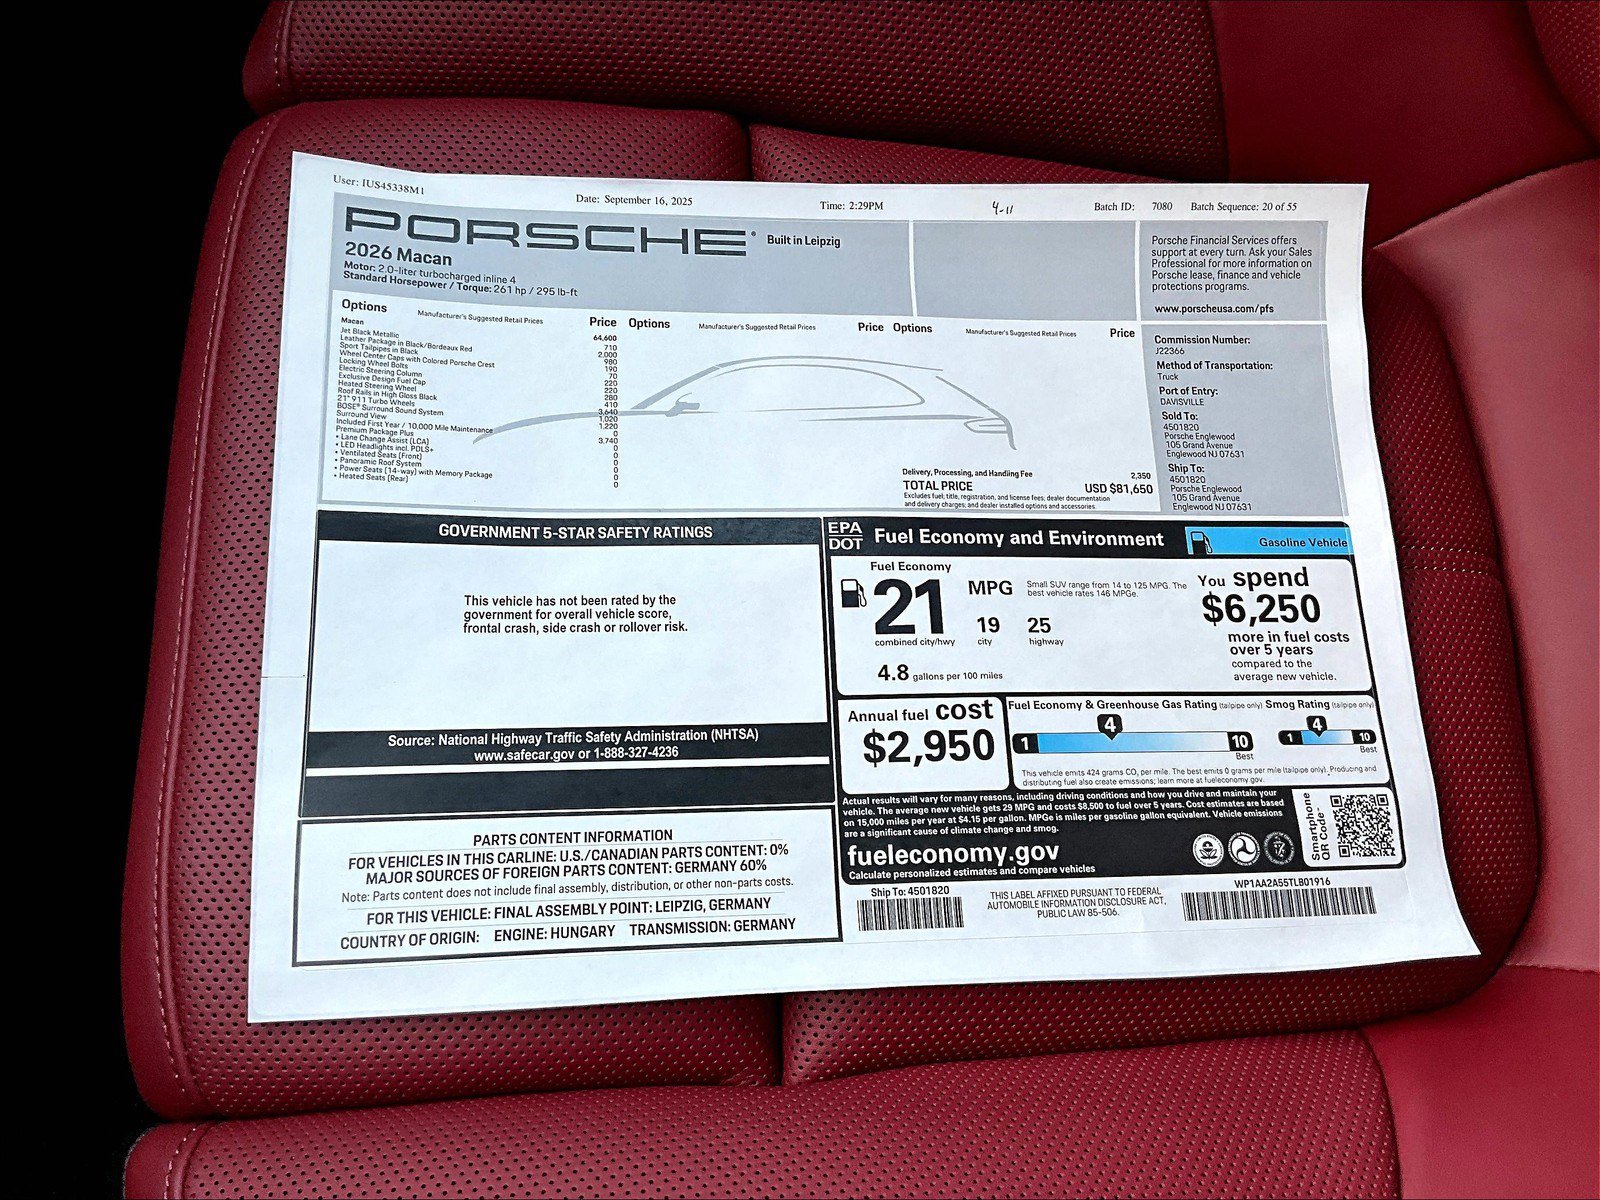 User: IUS45338M1
Date: September 16, 2025
Time: 2:29PM
4-11
Batch ID: 7080
Batch Sequence: 20 of 55
PORSCHE
Built in Leipzig
2026 Macan
Motor: 2.0-liter turbocharged inline 4
Standard Horsepower / Torque: 261 hp / 295 lb-ft
Porsche Financial Services offers
support at every turn. Ask your Sales
Professional for more information on
Porsche lease, finance and vehicle
protections programs.
www.porscheusa.com/pfs
Options Manufacturer's Suggested Retail Prices Price
Options Manufacturer's Suggested Retail Prices Price
Options Manufacturer's Suggested Retail Prices Price
Macan 64,600
Jet Black Metallic 710
Leather Package in Black/Bordeaux Red 2,000
Sport Tailpipes in Black 980
Wheel Center Caps with Colored Porsche Crest 190
Locking Wheel Bolts 70
Electric Steering Column 220
Exclusive Design Fuel Cap 220
Heated Steering Wheel 280
Roof Rails in High Gloss Black 410
21" 911 Turbo Wheels 3,640
BOSE® Surround Sound System 1,020
Surround View 1,220
Included First Year / 10,000 Mile Maintenance 0
Premium Package Plus 3,740
• Lane Change Assist (LCA) 0
• LED Headlights incl. PDLS+ 0
• Ventilated Seats (Front) 0
• Panoramic Roof System 0
• Power Seats (14-way) with Memory Package 0
• Heated Seats (Rear) 0
Delivery, Processing, and Handling Fee 2,350
TOTAL PRICE USD $81,650
Excludes fuel, title, registration, and license fees; dealer documentation
and delivery charges; and dealer installed options and accessories.
Commission Number:
J22366
Method of Transportation:
Truck
Port of Entry:
DAVISVILLE
Sold To:
4501820
Porsche Englewood
105 Grand Avenue
Englewood NJ 07631
Ship To:
4501820
Porsche Englewood
105 Grand Avenue
Englewood NJ 07631
GOVERNMENT 5-STAR SAFETY RATINGS
This vehicle has not been rated by the
government for overall vehicle score,
frontal crash, side crash or rollover risk.
Source: National Highway Traffic Safety Administration (NHTSA)
www.safecar.gov or 1-888-327-4236
PARTS CONTENT INFORMATION
FOR VEHICLES IN THIS CARLINE: U.S./CANADIAN PARTS CONTENT: 0%
MAJOR SOURCES OF FOREIGN PARTS CONTENT: GERMANY 60%
Note: Parts content does not include final assembly, distribution, or other non-parts costs.
FOR THIS VEHICLE: FINAL ASSEMBLY POINT: LEIPZIG, GERMANY
COUNTRY OF ORIGIN: ENGINE: HUNGARY TRANSMISSION: GERMANY
EPA
DOT
Fuel Economy and Environment
Gasoline Vehicle
Fuel Economy
21 MPG
combined city/hwy
19
city
25
highway
Small SUV range from 14 to 125 MPG. The
best vehicle rates 146 MPGe.
4.8 gallons per 100 miles
You spend
$6,250
more in fuel costs
over 5 years
compared to the
average new vehicle.
Annual fuel cost
$2,950
Fuel Economy & Greenhouse Gas Rating (tailpipe only)
4
1 10
Best
Smog Rating (tailpipe only)
4
1 10
Best
This vehicle emits 424 grams CO2 per mile. The best emits 0 grams per mile (tailpipe only). Producing and
distributing fuel also create emissions; learn more at fueleconomy.gov.
Actual results will vary for many reasons, including driving conditions and how you drive and maintain your
vehicle. The average new vehicle gets 29 MPG and costs $8,500 to fuel over 5 years. Cost estimates are based
on 15,000 miles per year at $4.15 per gallon. MPGe is miles per gasoline gallon equivalent. Vehicle emissions
are a significant cause of climate change and smog.
fueleconomy.gov
Calculate personalized estimates and compare vehicles
Smartphone
QR Code™
Ship To: 4501820
THIS LABEL AFFIXED PURSUANT TO FEDERAL
AUTOMOBILE INFORMATION DISCLOSURE ACT,
PUBLIC LAW 85-506.
WP1AA2A55TLB01916